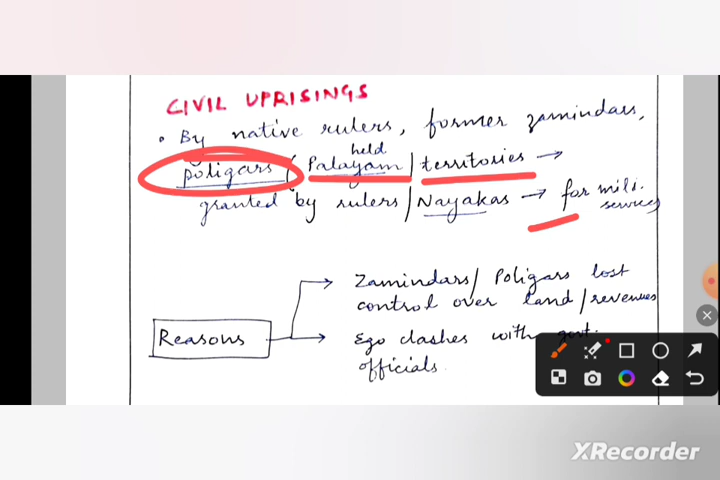 CIVIL UPRISINGS
• By native rulers, former zamindars,
held
poligars / Palayam / territories →
granted by rulers / Nayakas → for mili.
services
Zamindars / Poligars lost
control over land / revenues
Reasons
Ego clashes with govt.
officials.
XRecorder